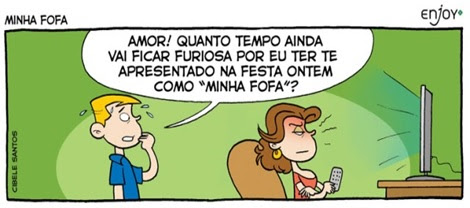 MINHA FOFA
enjoy
AMOR! QUANTO TEMPO AINDA
VAI FICAR FURIOSA POR EU TER TE
APRESENTADO NA FESTA ONTEM
COMO "MINHA FOFA"?
CIBELE SANTOS